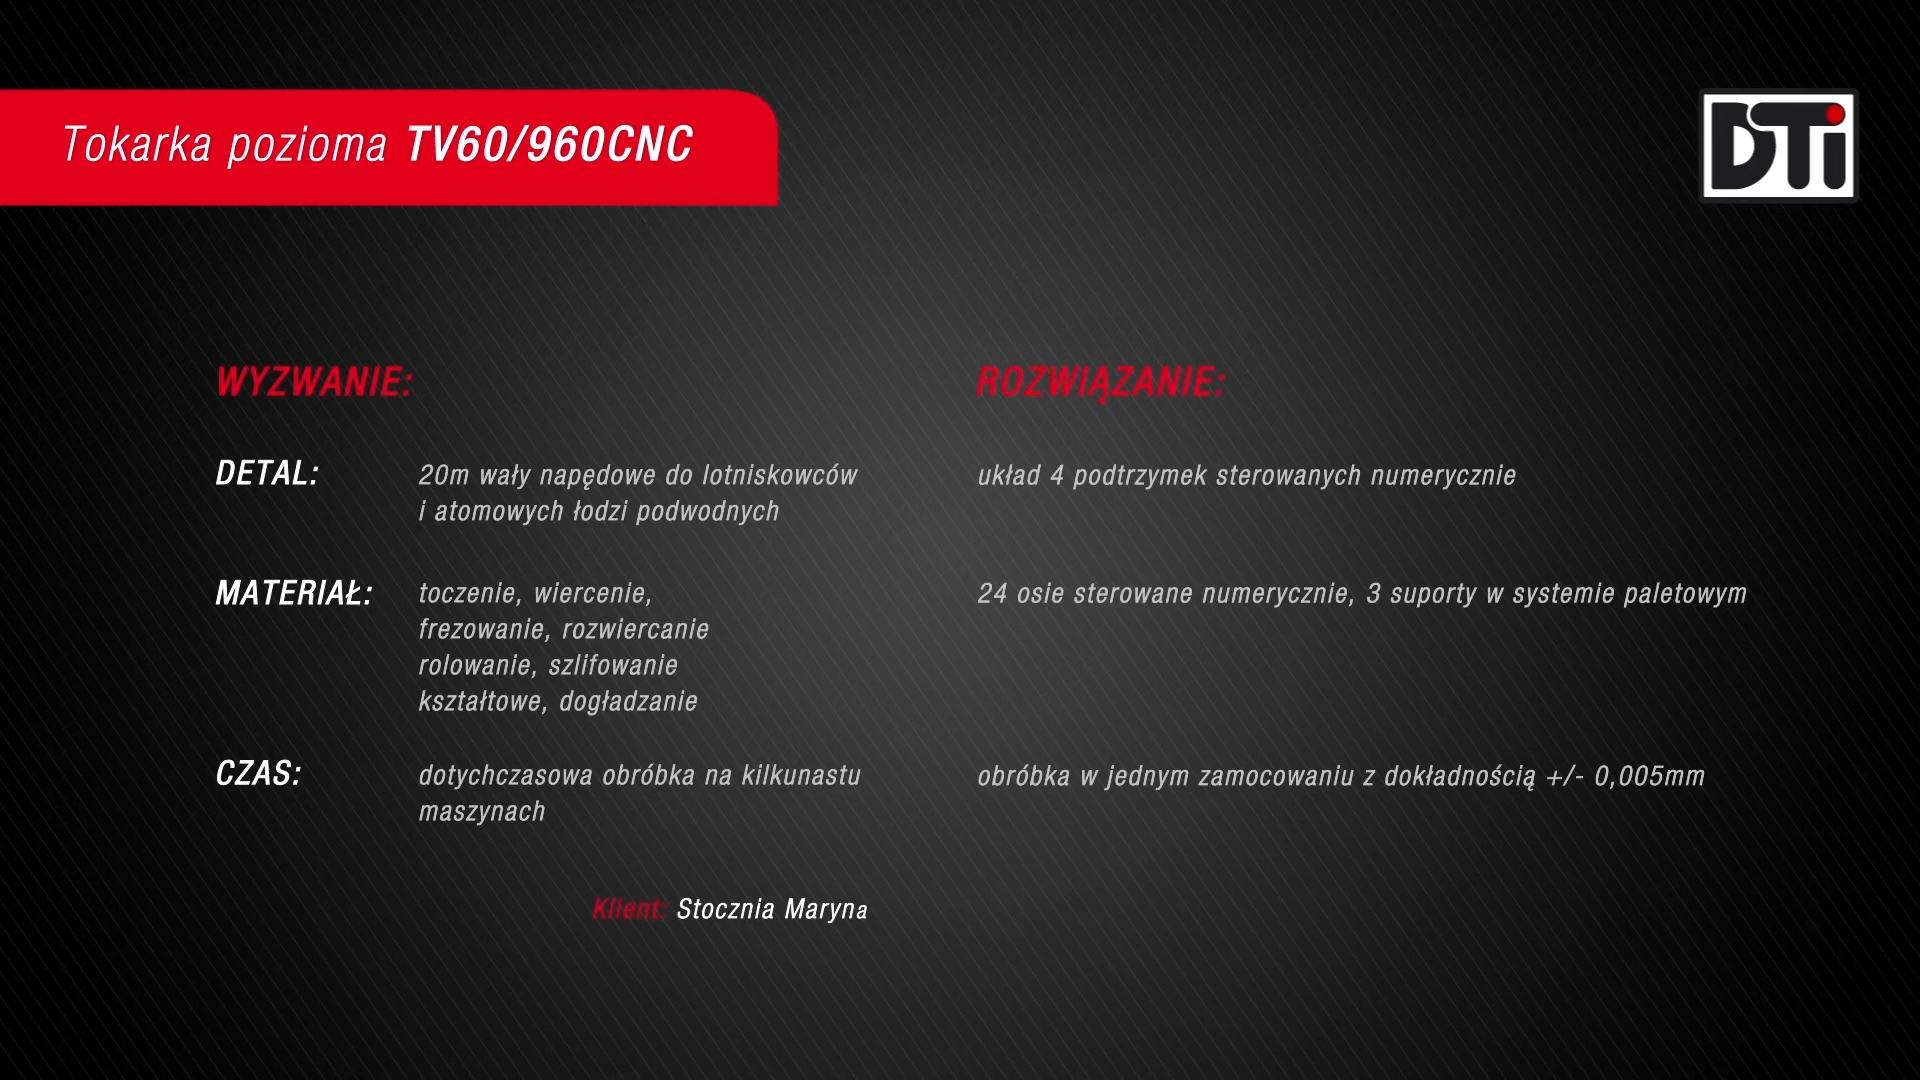 Tokarka pozioma TV60/960CNC
DTi
WYZWANIE:
ROZWIĄZANIE:
DETAL:
20m wały napędowe do lotniskowców
i atomowych łodzi podwodnych
układ 4 podtrzymek sterowanych numerycznie
MATERIAŁ:
toczenie, wiercenie,
frezowanie, rozwiercanie
rolowanie, szlifowanie
kształtowe, dogładzanie
24 osie sterowane numerycznie, 3 suporty w systemie paletowym
CZAS:
dotychczasowa obróbka na kilkunastu
maszynach
obróbka w jednym zamocowaniu z dokładnością +/- 0,005mm
Klient: Stocznia Maryna